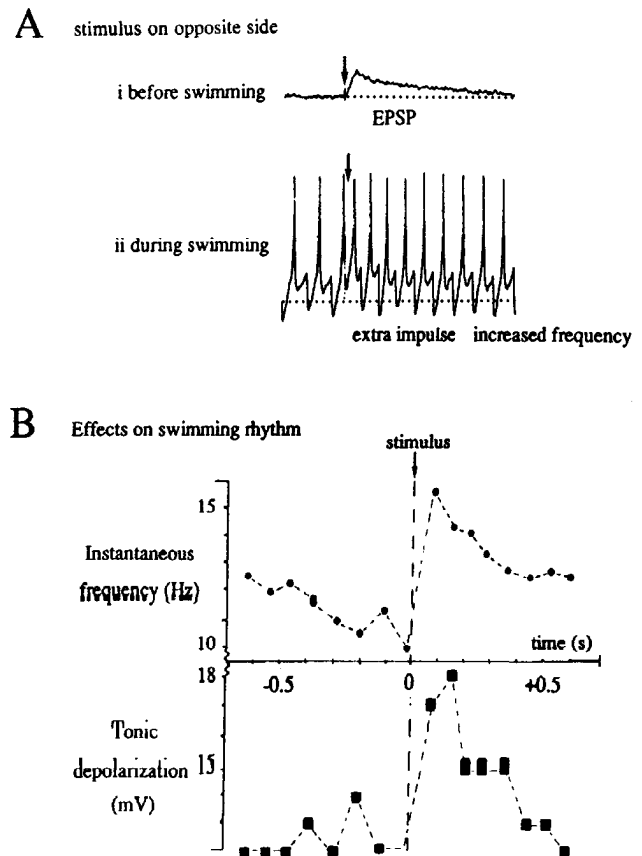 A stimulus on opposite side
i before swimming
EPSP
ii during swimming
extra impulse increased frequency
B Effects on swimming rhythm
stimulus
15
Instantaneous
frequency (Hz)
10
time (s)
18
-0.5 0 +0.5
Tonic
depolarization 15
(mV)